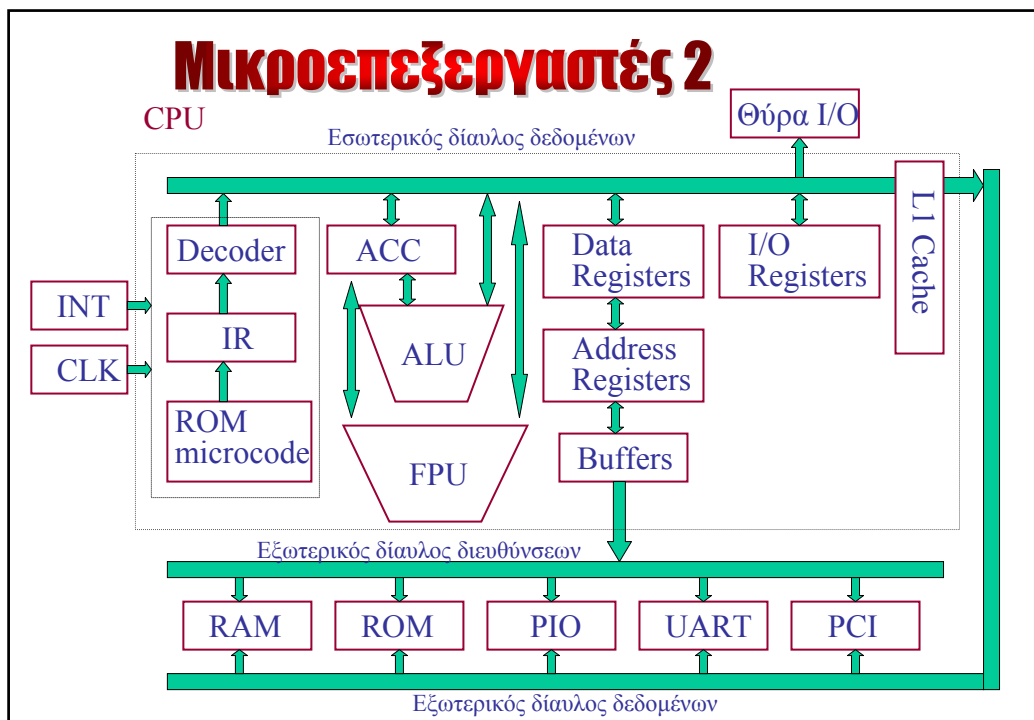 Μικροεπεξεργαστές 2
CPU
Εσωτερικός δίαυλος δεδομένων
Θύρα I/O
Decoder
ACC
Data
Registers
I/O
Registers
L1 Cache
INT
IR
ALU
Address
Registers
CLK
ROM
microcode
FPU
Buffers
Εξωτερικός δίαυλος διευθύνσεων
RAM
ROM
PIO
UART
PCI
Εξωτερικός δίαυλος δεδομένων